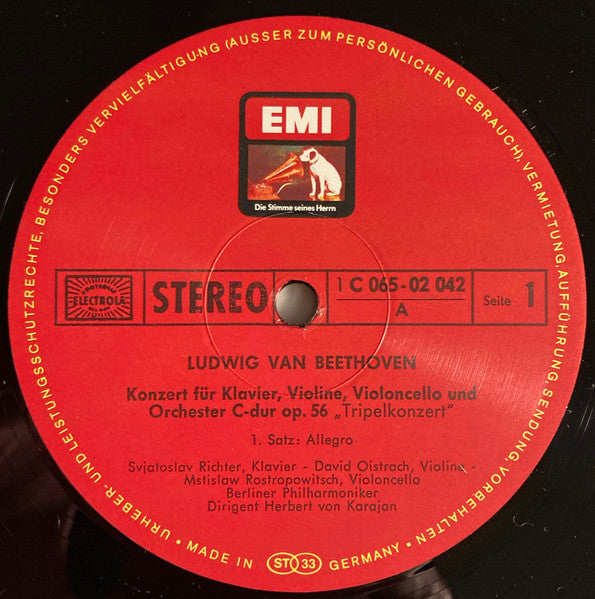 URHEBER- UND LEISTUNGSSCHUTZRECHTE, BESONDERS VERVIELFÄLTIGUNG (AUSSER ZUM PERSÖNLICHEN GEBRAUCH), VERMIETUNG, AUFFÜHRUNG, SENDUNG, VORBEHALTEN
EMI
Die Stimme seines Herrn
ELECTROLA
STEREO
1 C 065-02 042
A
Seite 1
LUDWIG VAN BEETHOVEN
Konzert für Klavier, Violine, Violoncello und
Orchester C-dur op. 56 „Tripelkonzert"
1. Satz: Allegro
Svjatoslav Richter, Klavier - David Oistrach, Violine -
Mstislaw Rostropowitsch, Violoncello
Berliner Philharmoniker
Dirigent Herbert von Karajan
• MADE IN ST 33 GERMANY •